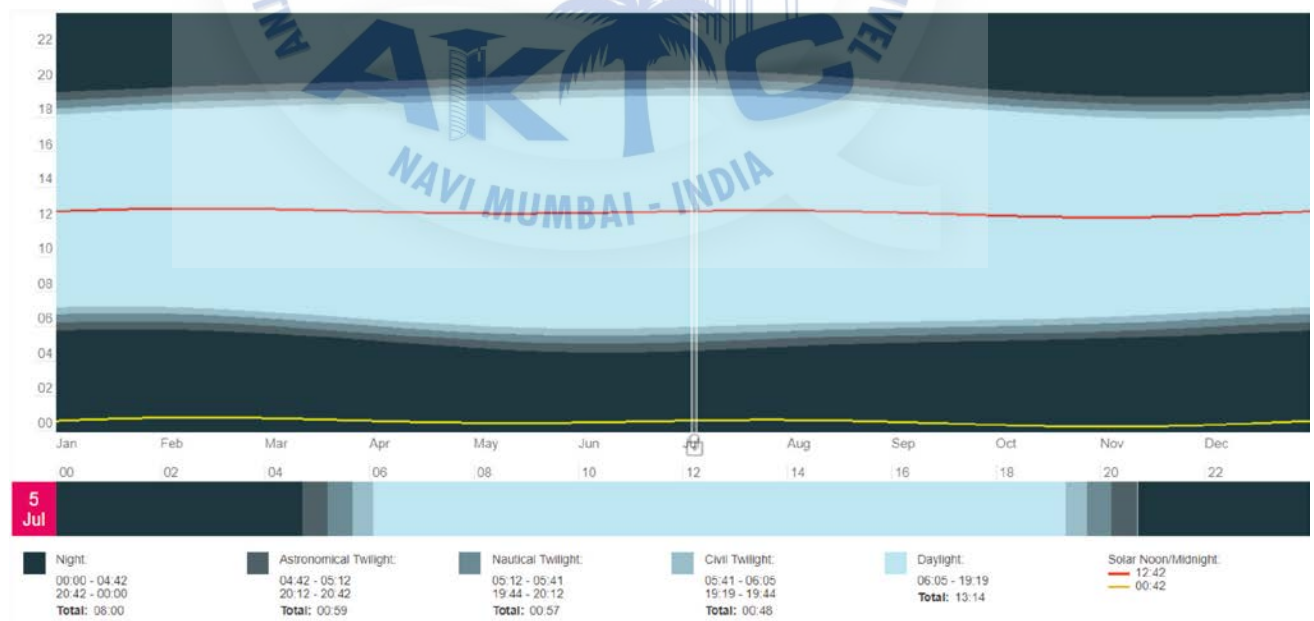 AKTC
NAVI MUMBAI - INDIA
22
20
18
16
14
12
10
08
06
04
02
00
Jan Feb Mar Apr May Jun Jul Aug Sep Oct Nov Dec
00 02 04 06 08 10 12 14 16 18 20 22
5
Jul
Night: Astronomical Twilight: Nautical Twilight: Civil Twilight: Daylight: Solar Noon/Midnight:
00:00 - 04:42 04:42 - 05:12 05:12 - 05:41 05:41 - 06:05 06:05 - 19:19 12:42
20:42 - 00:00 20:12 - 20:42 19:44 - 20:12 19:19 - 19:44 Total: 13:14 00:42
Total: 08:00 Total: 00:59 Total: 00:57 Total: 00:48